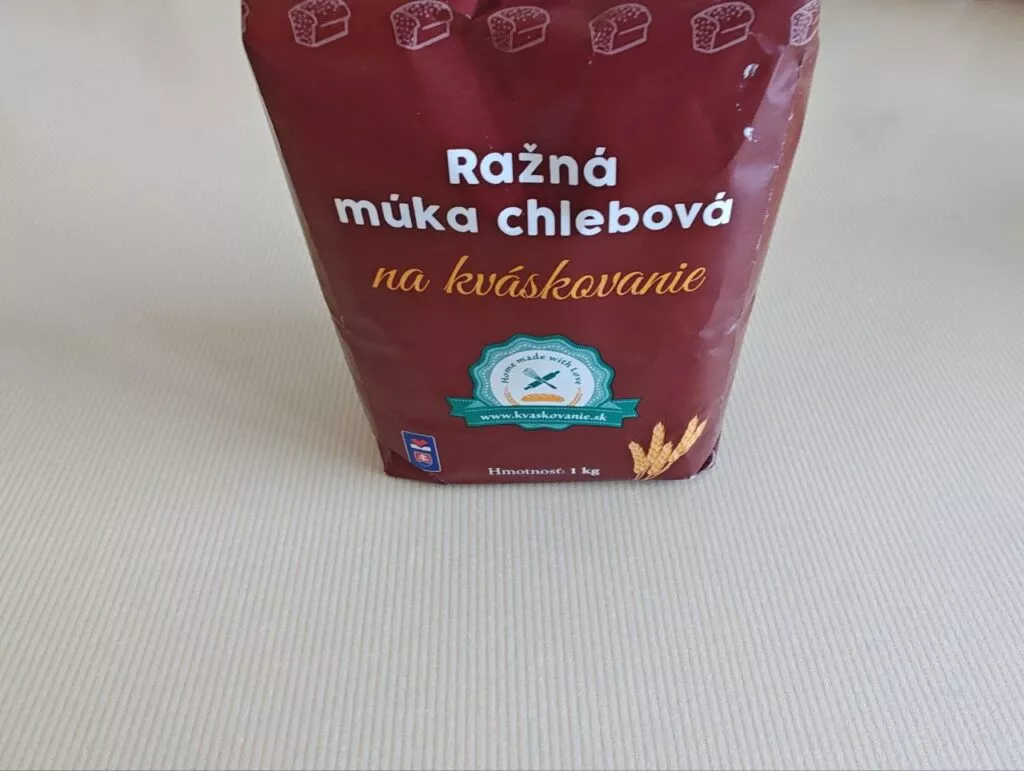 Ražná
múka chlebová
na kváskovanie
Home made with Love
www.kvaskovanie.sk
Hmotnosť: 1 kg